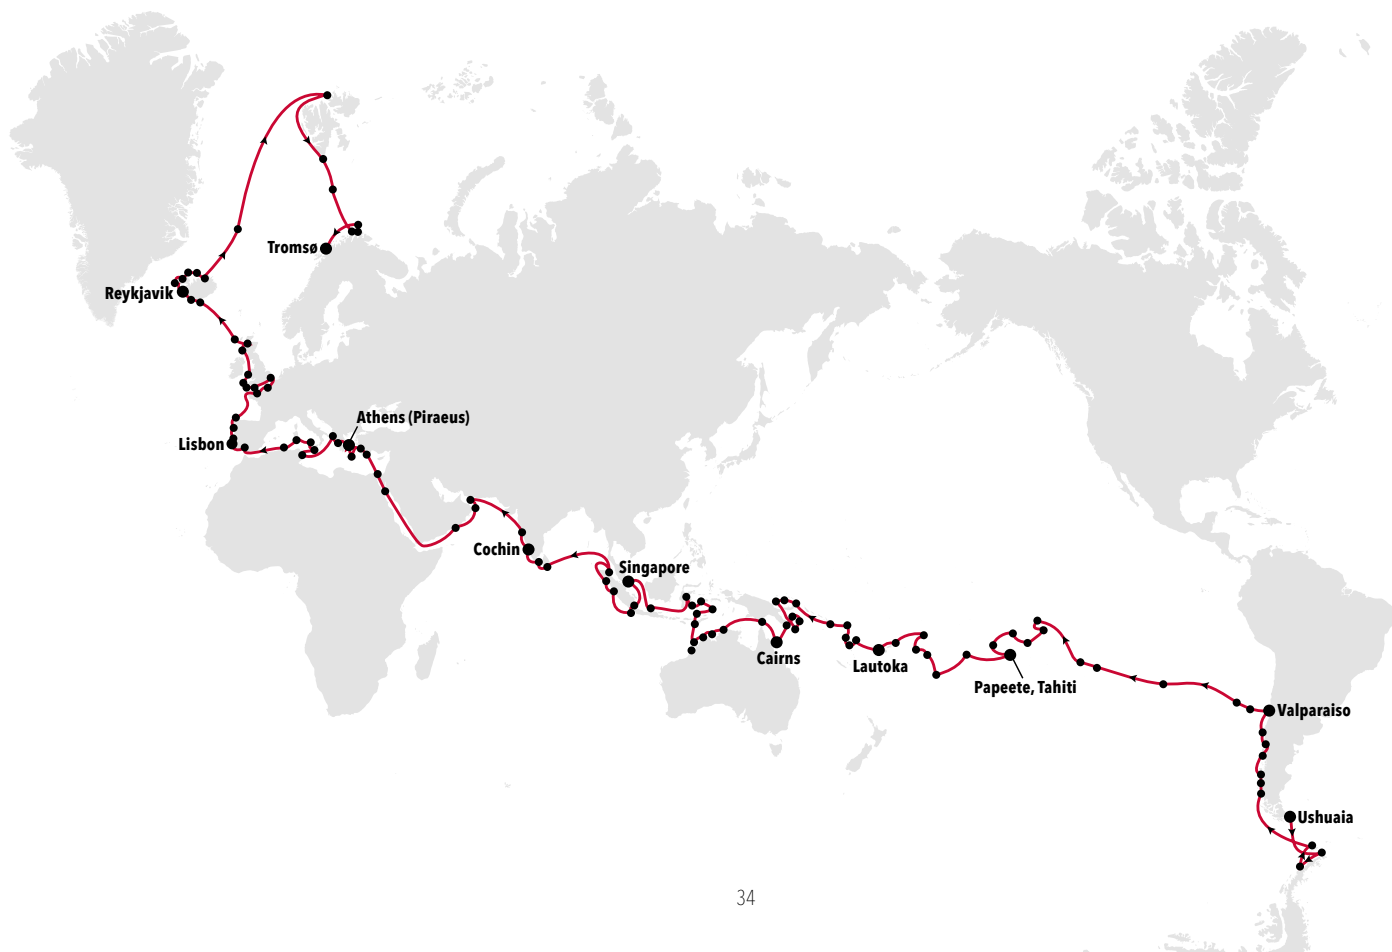 Tromsø
Reykjavik
Athens (Piraeus)
Lisbon
Cochin
Singapore
Cairns
Lautoka
Papeete, Tahiti
Valparaiso
Ushuaia
34